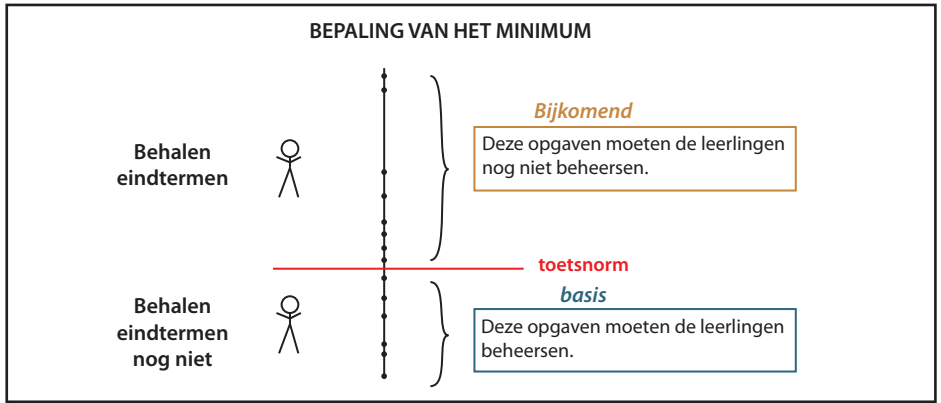 BEPALING VAN HET MINIMUM
Behalen
eindtermen
Bijkomend
Deze opgaven moeten de leerlingen
nog niet beheersen.
toetsnorm
Behalen
eindtermen
nog niet
basis
Deze opgaven moeten de leerlingen
beheersen.